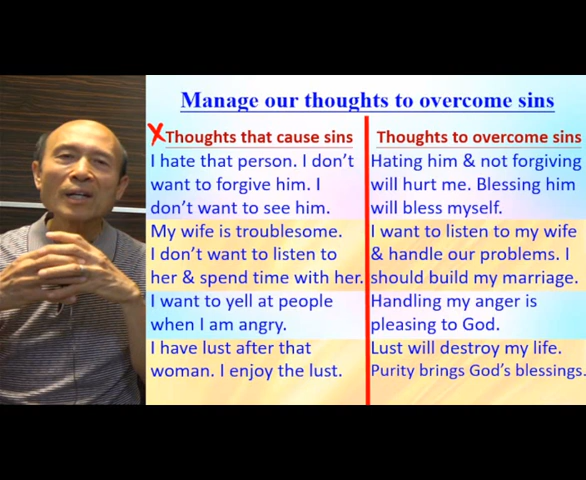 Manage our thoughts to overcome sins
Thoughts that cause sins
I hate that person. I don't
want to forgive him. I
don't want to see him.
My wife is troublesome.
I don't want to listen to
her & spend time with her.
I want to yell at people
when I am angry.
I have lust after that
woman. I enjoy the lust.
Thoughts to overcome sins
Hating him & not forgiving
will hurt me. Blessing him
will bless myself.
I want to listen to my wife
& handle our problems. I
should build my marriage.
Handling my anger is
pleasing to God.
Lust will destroy my life.
Purity brings God's blessings.